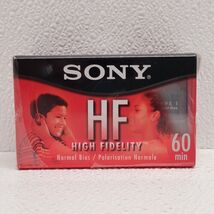 SONY
HF
HIGH FIDELITY
Normal Bias / Polarisation Normale
60
min